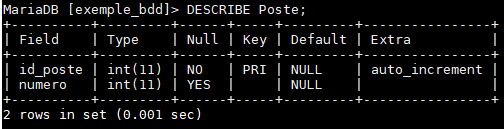 MariaDB [exemple_bdd]> DESCRIBE Poste;
+----------+---------+------+-----+---------+----------------+
| Field    | Type    | Null | Key | Default | Extra          |
+----------+---------+------+-----+---------+----------------+
| id_poste | int(11) | NO   | PRI | NULL    | auto_increment |
| numero   | int(11) | YES  |     | NULL    |                |
+----------+---------+------+-----+---------+----------------+
2 rows in set (0.001 sec)